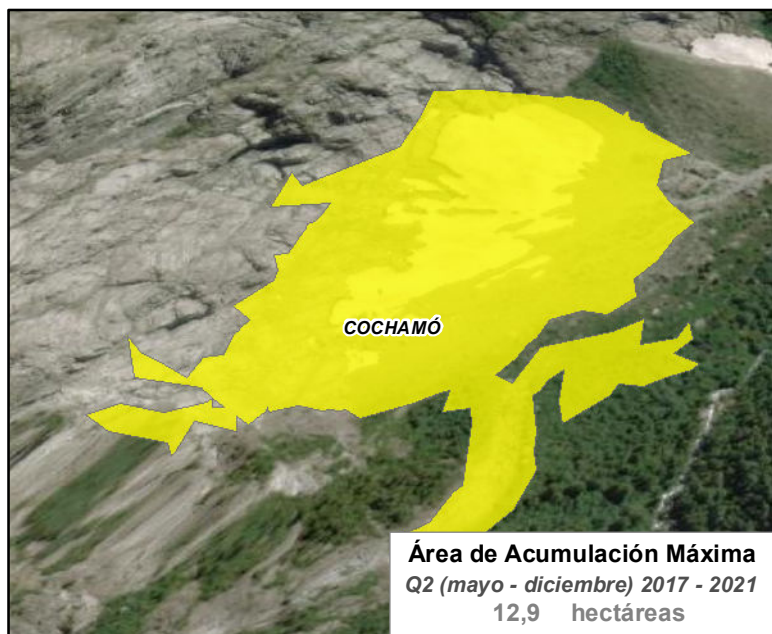 COCHAMÓ
Área de Acumulación Máxima
Q2 (mayo - diciembre) 2017 - 2021
12,9 hectáreas